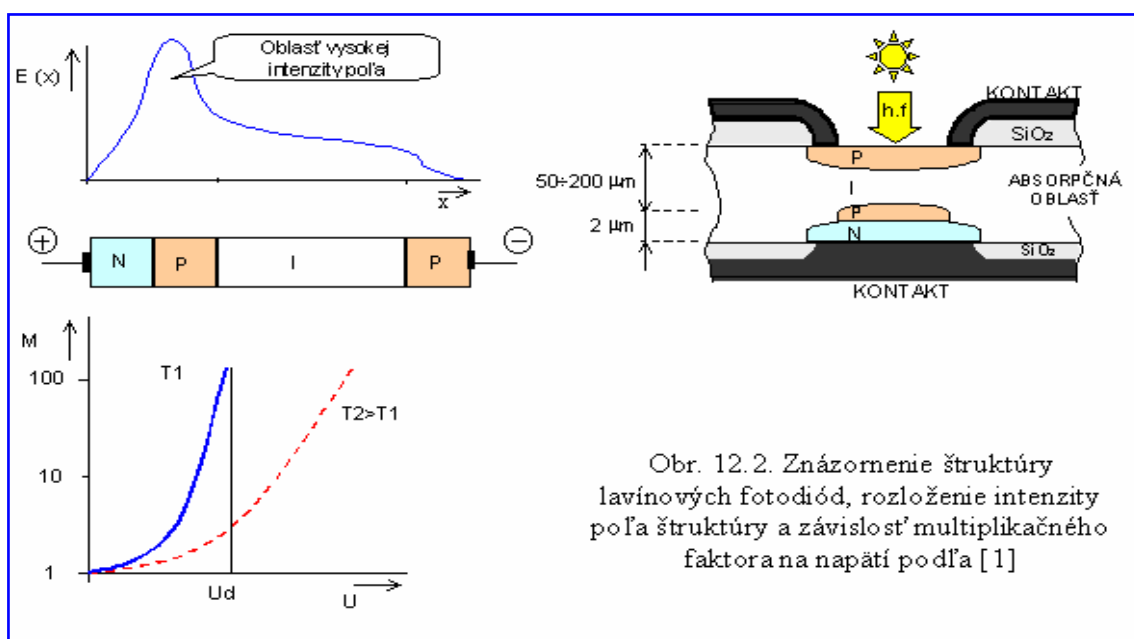 E (x)
Oblasť vysokej
intenzity poľa
x
+
N
P
I
P
−
M
100
10
1
T1
T2>T1
Ud
U
h.f
KONTAKT
SiO₂
P
50÷200 µm
I
ABSORPČNÁ
OBLASŤ
P
2 µm
N
SiO₂
KONTAKT
Obr. 12.2. Znázornenie štruktúry
lavínových fotodiód, rozloženie intenzity
poľa štruktúry a závislosť multiplikačného
faktora na napätí podľa [1]